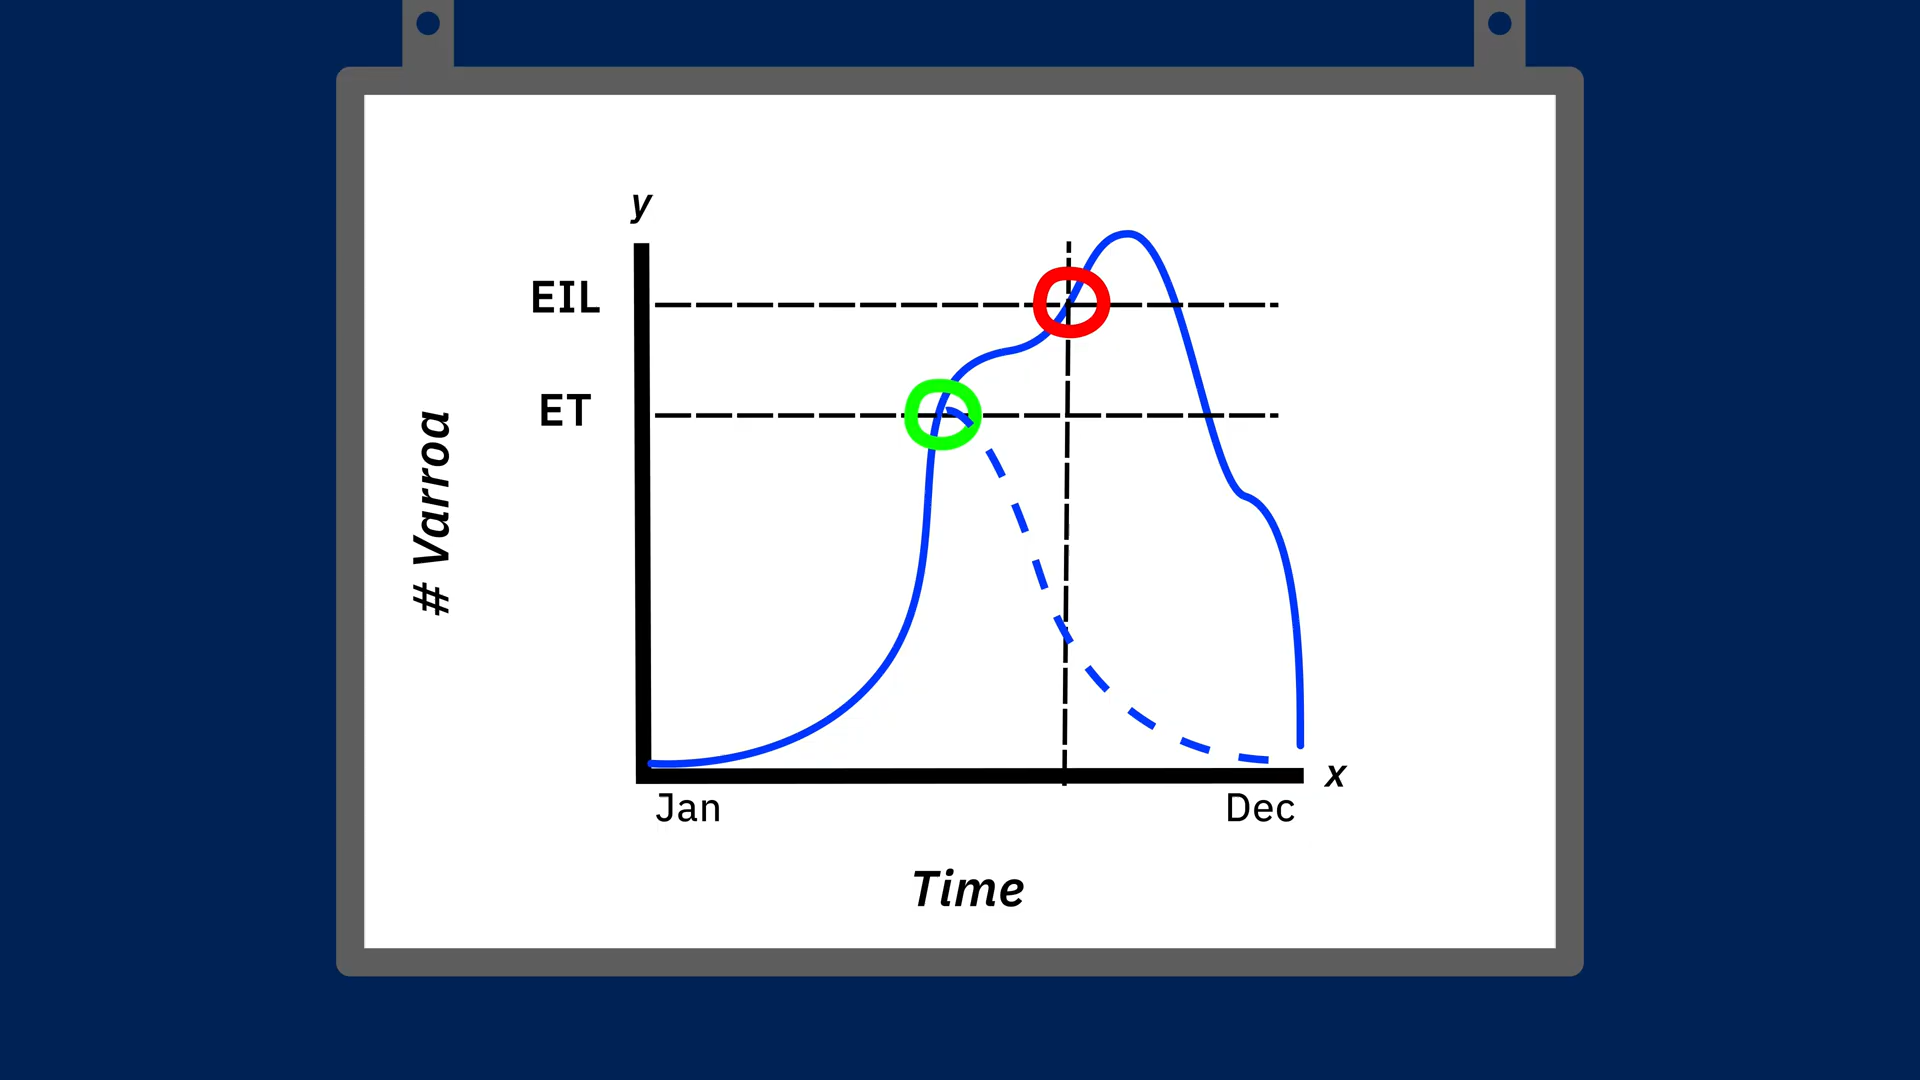 y
EIL
ET
# Varroa
x
Jan
Dec
Time